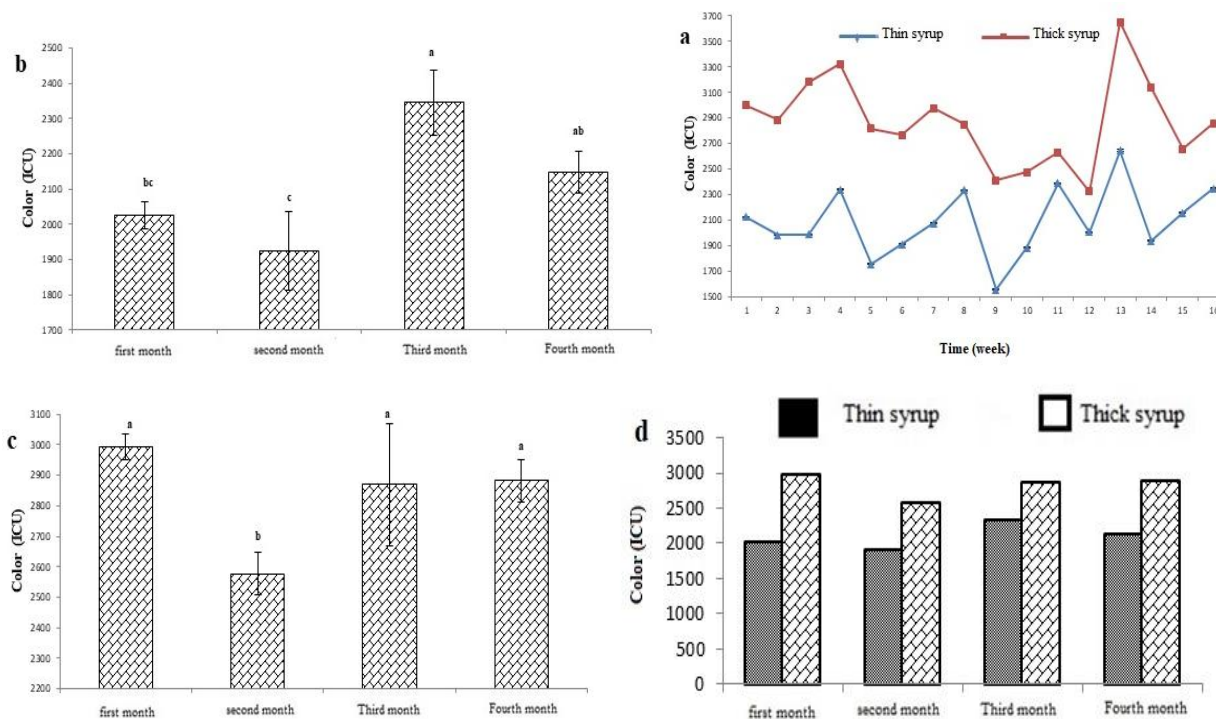 b
Color (ICU)
2500
2400
2300
2200
2100
2000
1900
1800
1700
bc
c
a
ab
first month
second month
Third month
Fourth month
a
Thin syrup
Thick syrup
Color (ICU)
3700
3500
3300
3100
2900
2700
2500
2300
2100
1900
1700
1500
1 2 3 4 5 6 7 8 9 10 11 12 13 14 15 16
Time (week)
c
Color (ICU)
3100
3000
2900
2800
2700
2600
2500
2400
2300
2200
a
b
a
a
first month
second month
Third month
Fourth month
d
Thin syrup
Thick syrup
Color (ICU)
3500
3000
2500
2000
1500
1000
500
0
first month
second month
Third month
Fourth month